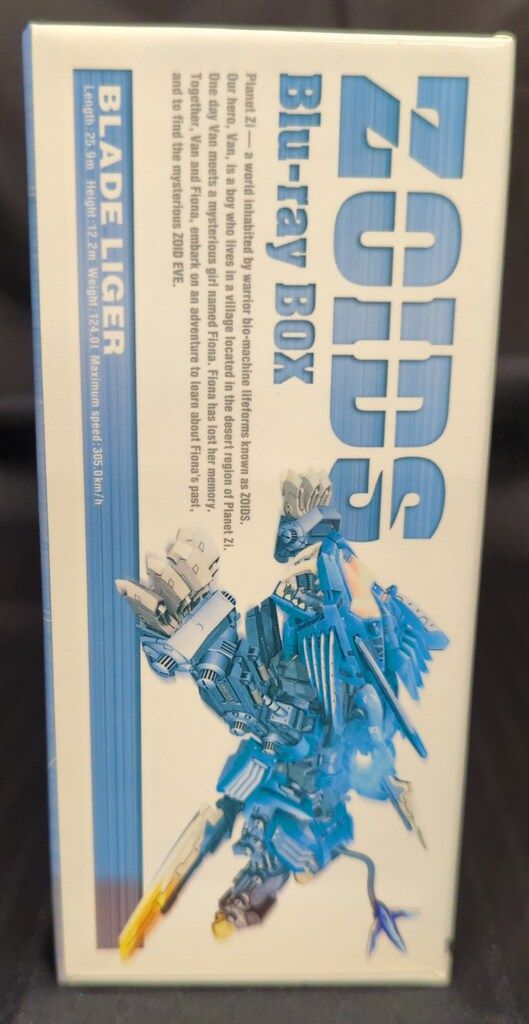 ZOIDS
Blu-ray BOX
Planet Zi — a world inhabited by warrior bio-machine lifeforms known as ZOIDS.
Our hero, Van, is a boy who lives in a village located in the desert region of Planet Zi.
One day Van meets a mysterious girl named Fiona. Fiona has lost her memory.
Together, Van and Fiona, embark on an adventure to learn about Fiona's past,
and to find the mysterious ZOID EVE.
BLADE LIGER
Length:25.9m Height:12.2m Weight:124.0t Maximum speed:305.0km/h